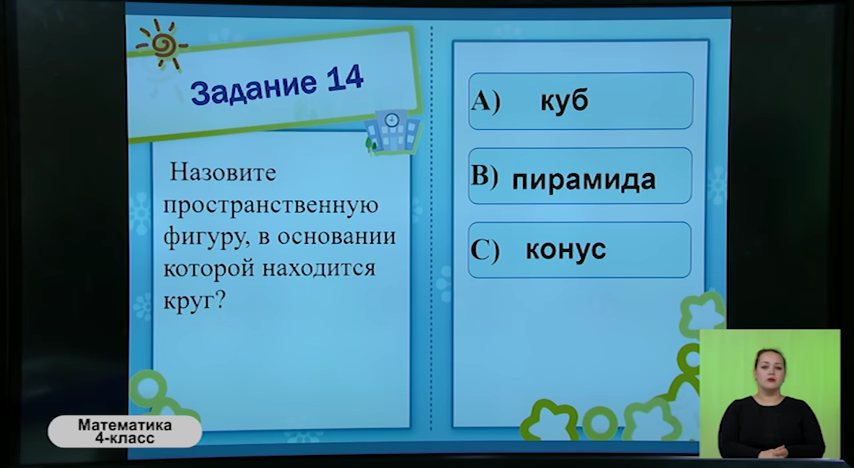 Задание 14
Назовите
пространственную
фигуру, в основании
которой находится
круг?
A) куб
B) пирамида
C) конус
Математика
4-класс